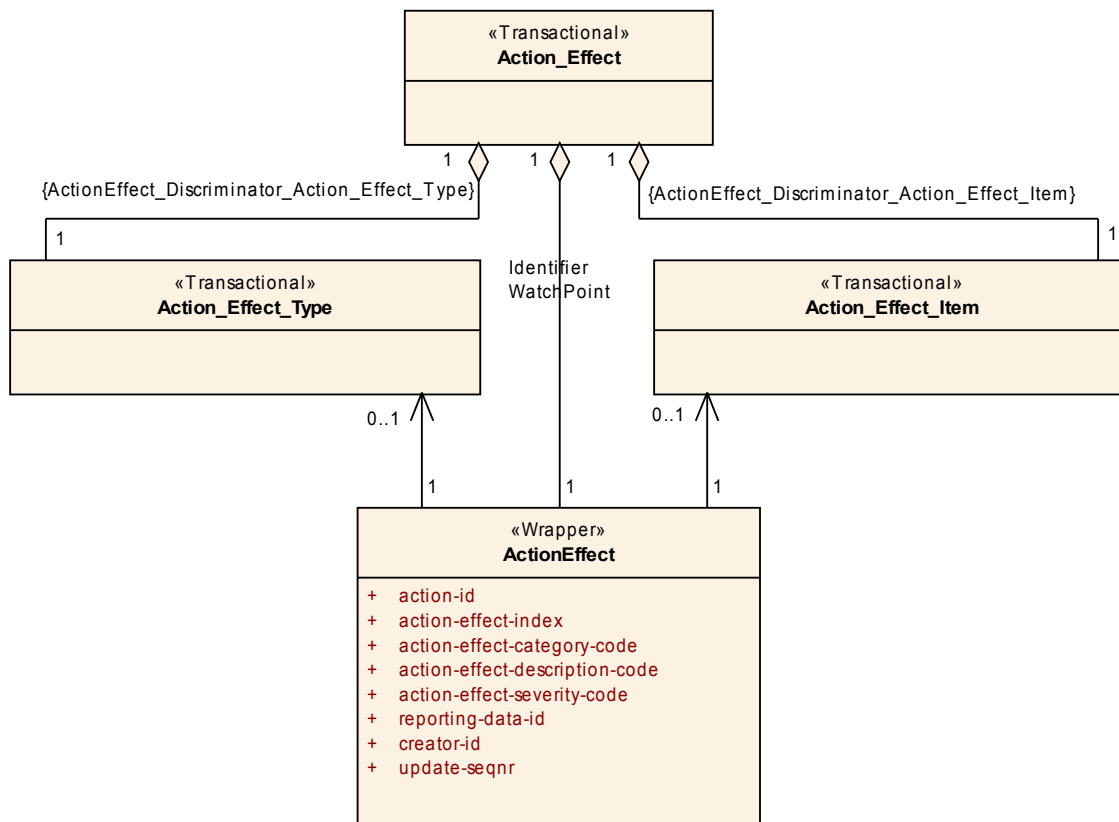 «Transactional»
Action_Effect
1
1
1
{ActionEffect_Discriminator_Action_Effect_Type}
{ActionEffect_Discriminator_Action_Effect_Item}
1
1
Identifier
WatchPoint
«Transactional»
Action_Effect_Type
«Transactional»
Action_Effect_Item
0..1
0..1
1
1
1
«Wrapper»
ActionEffect
+ action-id
+ action-effect-index
+ action-effect-category-code
+ action-effect-description-code
+ action-effect-severity-code
+ reporting-data-id
+ creator-id
+ update-seqnr